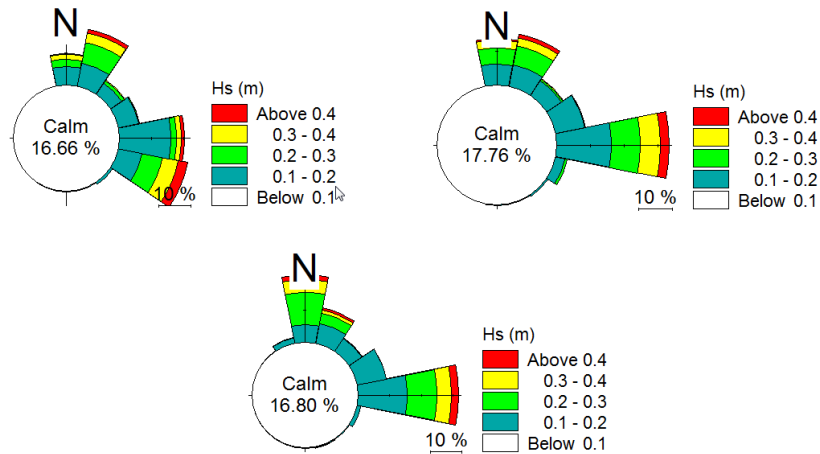 N
Calm
16.66 %
Hs (m)
Above 0.4
0.3 - 0.4
0.2 - 0.3
0.1 - 0.2
Below 0.1
10 %
N
Calm
17.76 %
Hs (m)
Above 0.4
0.3 - 0.4
0.2 - 0.3
0.1 - 0.2
Below 0.1
10 %
N
Calm
16.80 %
Hs (m)
Above 0.4
0.3 - 0.4
0.2 - 0.3
0.1 - 0.2
Below 0.1
10 %